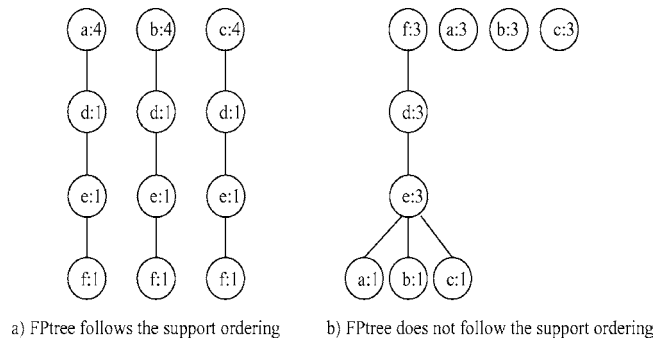 a:4 b:4 c:4 f:3 a:3 b:3 c:3
d:1 d:1 d:1 d:3
e:1 e:1 e:1 e:3
f:1 f:1 f:1 a:1 b:1 c:1
a) FPtree follows the support ordering b) FPtree does not follow the support ordering